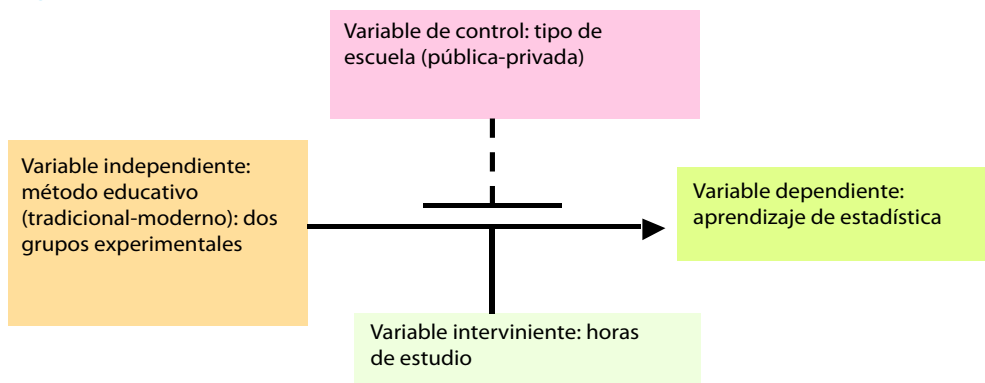 Variable de control: tipo de
escuela (pública-privada)
Variable independiente:
método educativo
(tradicional-moderno): dos
grupos experimentales
Variable dependiente:
aprendizaje de estadística
Variable interviniente: horas
de estudio